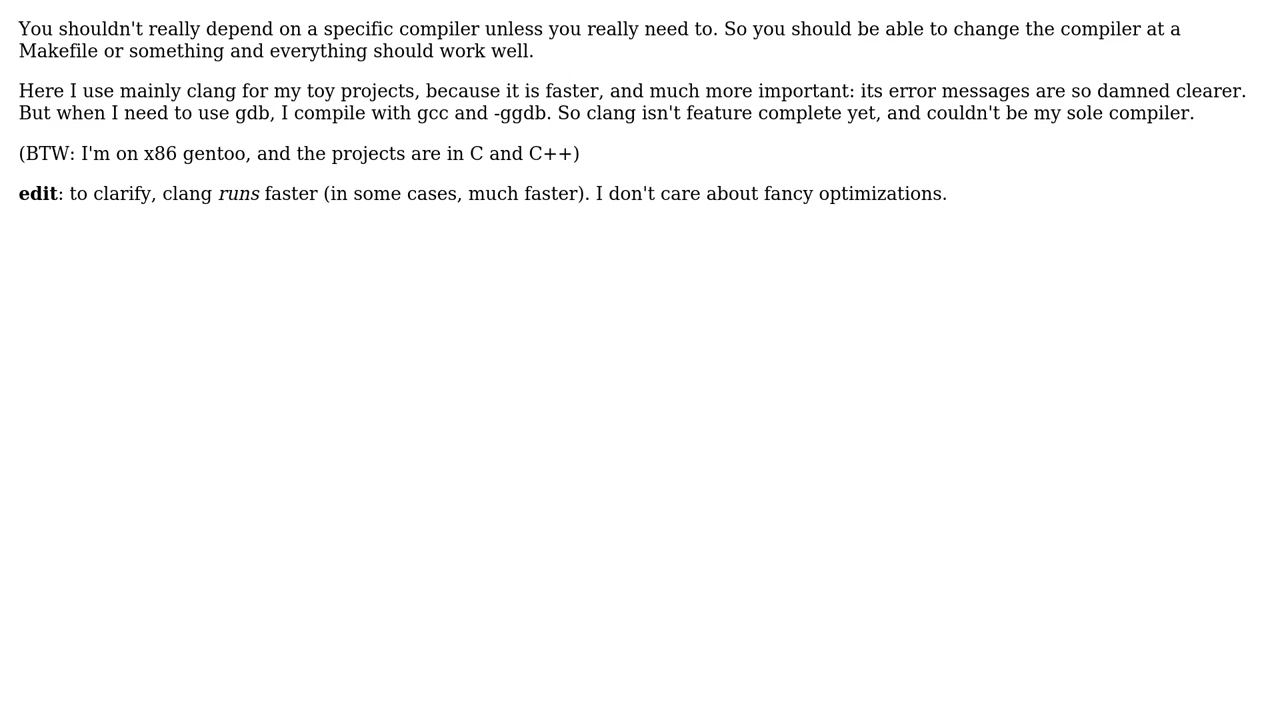 You shouldn't really depend on a specific compiler unless you really need to. So you should be able to change the compiler at a
Makefile or something and everything should work well.
Here I use mainly clang for my toy projects, because it is faster, and much more important: its error messages are so damned clearer.
But when I need to use gdb, I compile with gcc and -ggdb. So clang isn't feature complete yet, and couldn't be my sole compiler.
(BTW: I'm on x86 gentoo, and the projects are in C and C++)
edit: to clarify, clang runs faster (in some cases, much faster). I don't care about fancy optimizations.